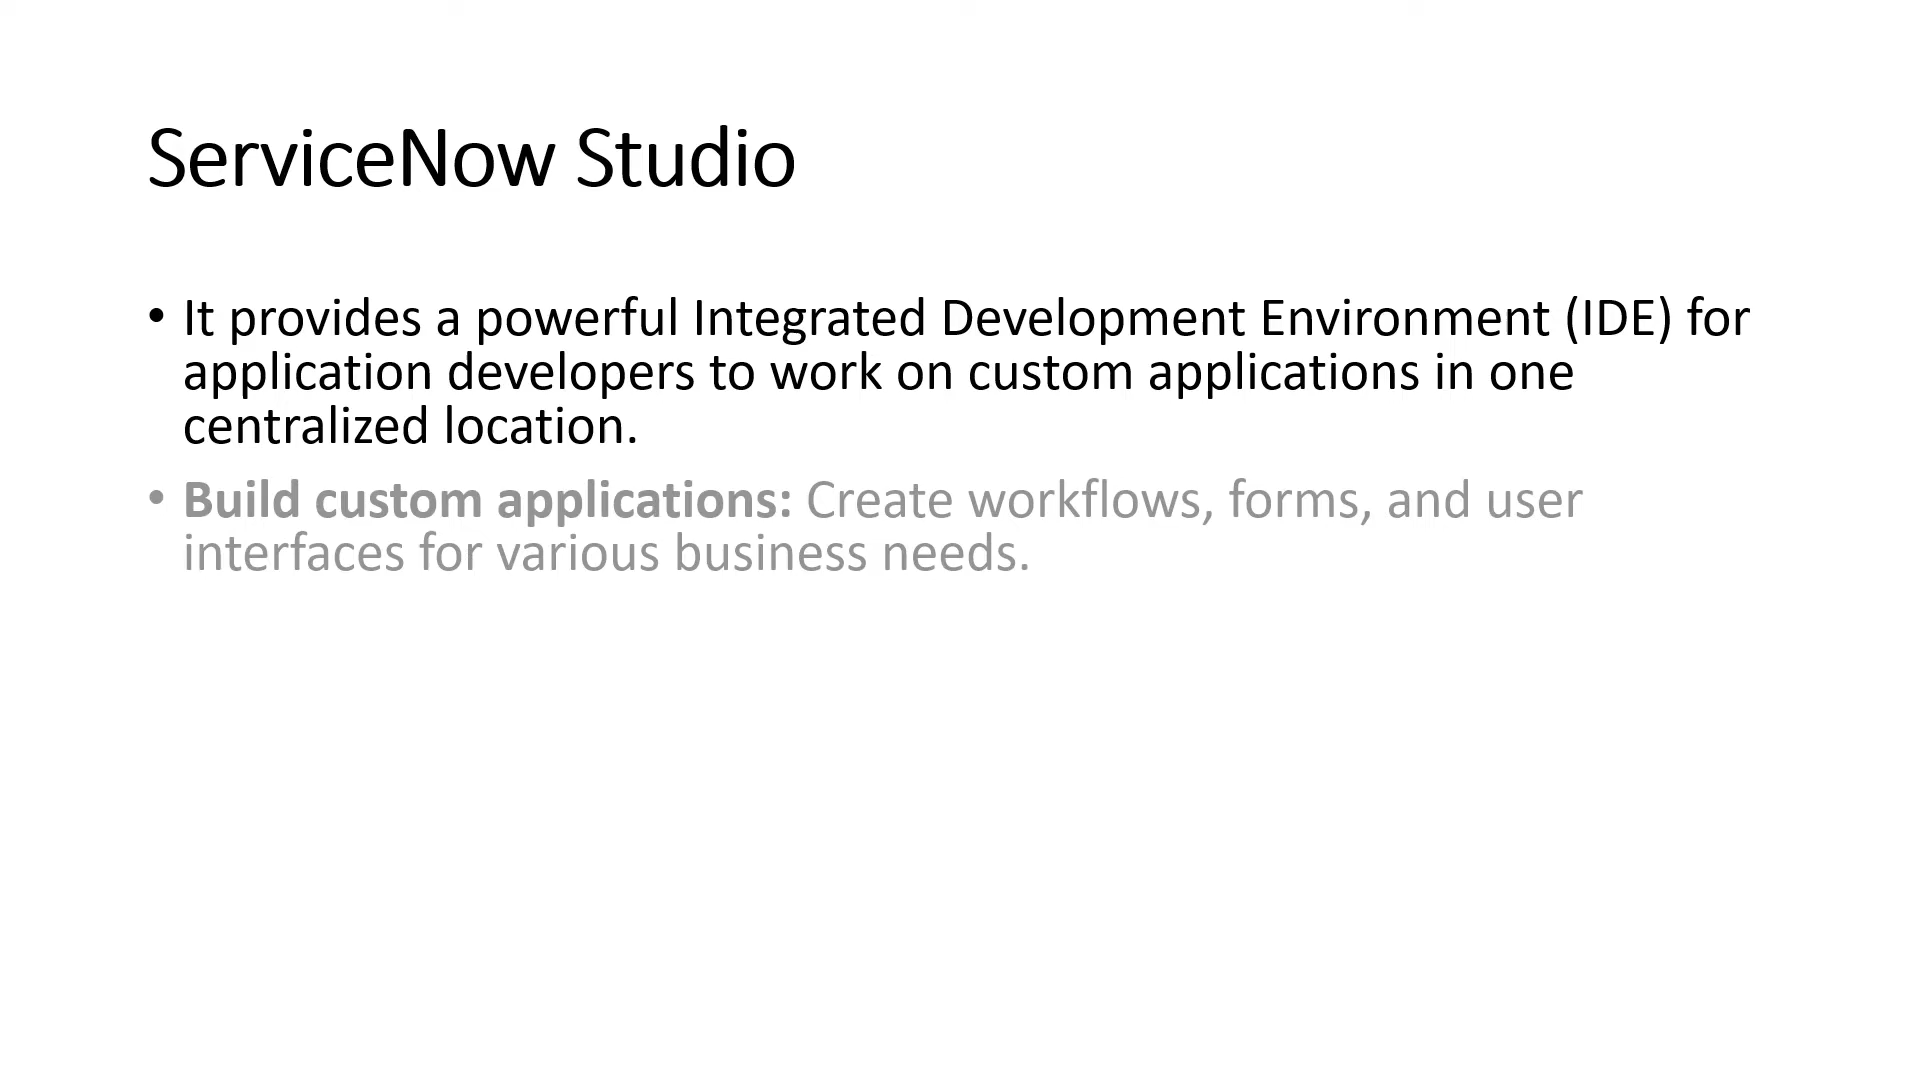 ServiceNow Studio
• It provides a powerful Integrated Development Environment (IDE) for
application developers to work on custom applications in one
centralized location.
• Build custom applications: Create workflows, forms, and user
interfaces for various business needs.